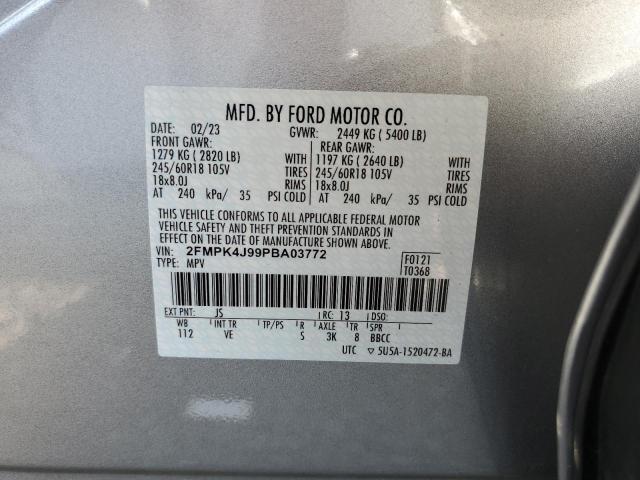 MFD. BY FORD MOTOR CO.
DATE: 02/23 GVWR: 2449 KG ( 5400 LB)
FRONT GAWR: REAR GAWR:
1279 KG ( 2820 LB) WITH 1197 KG ( 2640 LB) WITH
245/60R18 105V TIRES 245/60R18 105V TIRES
18x8.0J RIMS 18x8.0J RIMS
AT 240 kPa/ 35 PSI COLD AT 240 kPa/ 35 PSI COLD
THIS VEHICLE CONFORMS TO ALL APPLICABLE FEDERAL MOTOR
VEHICLE SAFETY AND THEFT PREVENTION STANDARDS IN
EFFECT ON THE DATE OF MANUFACTURE SHOWN ABOVE.
VIN: 2FMPK4J99PBA03772 F0121
TYPE: MPV T0368
EXT PNT: JS RC: 13 DSO:
WB INT TR TP/PS R AXLE TR SPR
112 VE S 3K 8 BBCC
UTC ▽ 5U5A-1520472-BA